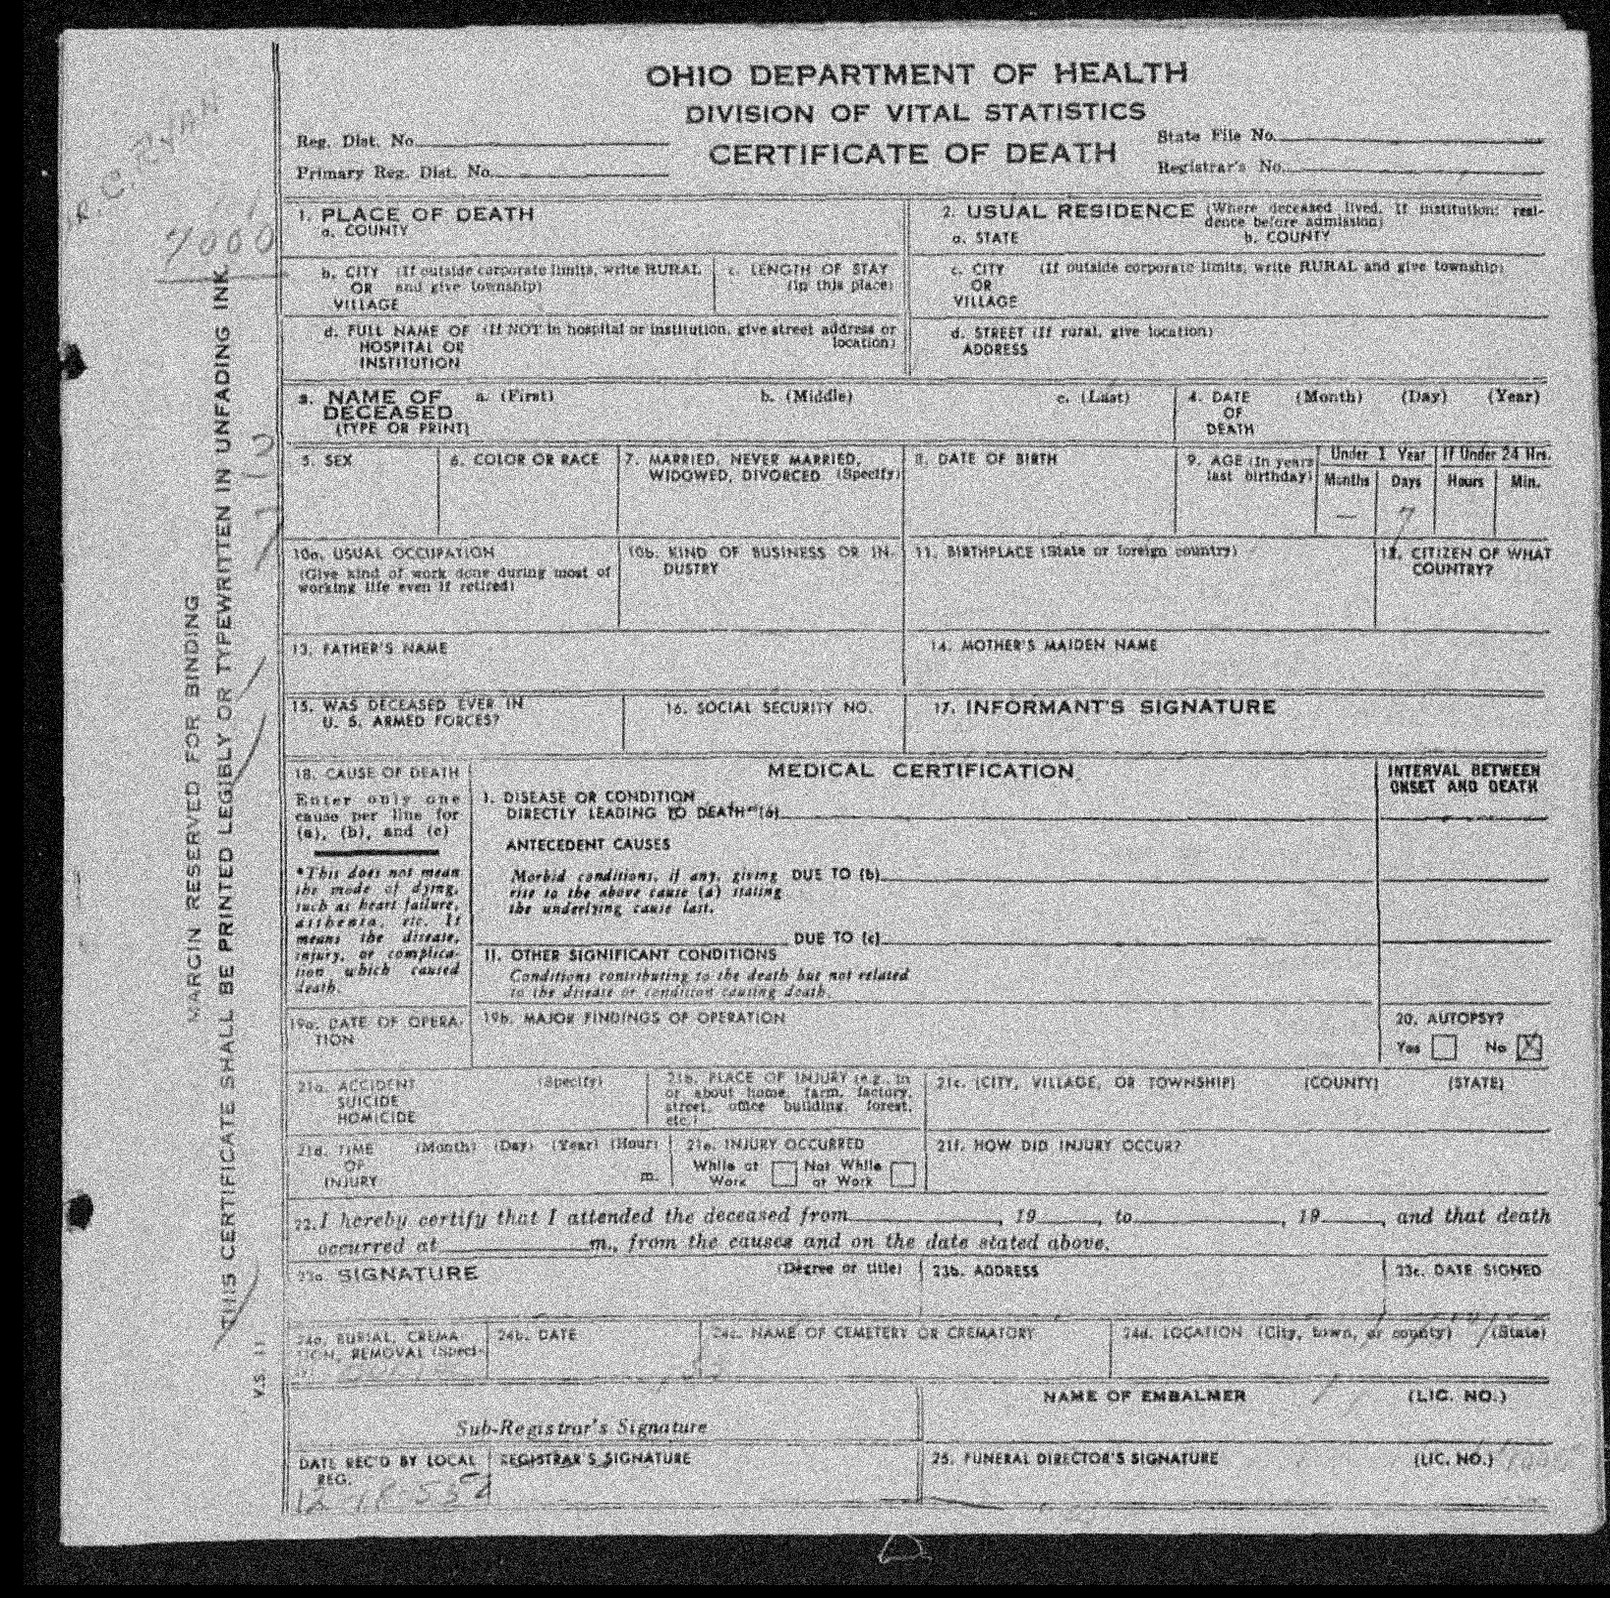 OHIO DEPARTMENT OF HEALTH
DIVISION OF VITAL STATISTICS
CERTIFICATE OF DEATH
Reg. Dist. No.
Primary Reg. Dist. No.
State File No.
Registrar's No.
C. RYAN
7000
MARGIN RESERVED FOR BINDING
THIS CERTIFICATE SHALL BE PRINTED LEGIBLY OR TYPEWRITTEN IN UNFADING INK.
V.S. 11
1. PLACE OF DEATH
a. COUNTY
2. USUAL RESIDENCE (Where deceased lived. If institution: resi-
dence before admission)
a. STATE b. COUNTY
b. CITY (If outside corporate limits, write RURAL
OR and give township)
VILLAGE
c. LENGTH OF STAY
(in this place)
c. CITY (If outside corporate limits, write RURAL and give township)
OR
VILLAGE
d. FULL NAME OF (If NOT in hospital or institution, give street address or
HOSPITAL OR location)
INSTITUTION
d. STREET (If rural, give location)
ADDRESS
3. NAME OF a. (First) b. (Middle) c. (Last)
DECEASED
(TYPE OR PRINT)
4. DATE (Month) (Day) (Year)
OF
DEATH
5. SEX
6. COLOR OR RACE
7. MARRIED, NEVER MARRIED,
WIDOWED, DIVORCED (Specify)
8. DATE OF BIRTH
9. AGE (In years
last birthday)
Under 1 Year
Months Days
— 7
If Under 24 Hrs.
Hours Min.
10a. USUAL OCCUPATION
(Give kind of work done during most of
working life even if retired)
10b. KIND OF BUSINESS OR IN-
DUSTRY
11. BIRTHPLACE (State or foreign country)
12. CITIZEN OF WHAT
COUNTRY?
13. FATHER'S NAME
14. MOTHER'S MAIDEN NAME
15. WAS DECEASED EVER IN
U. S. ARMED FORCES?
16. SOCIAL SECURITY NO.
17. INFORMANT'S SIGNATURE
18. CAUSE OF DEATH
Enter only one
cause per line for
(a), (b), and (c)
*This does not mean
the mode of dying,
such as heart failure,
asthenia, etc. It
means the disease,
injury, or complica-
tion which caused
death.
MEDICAL CERTIFICATION
INTERVAL BETWEEN
ONSET AND DEATH
I. DISEASE OR CONDITION
DIRECTLY LEADING TO DEATH* (a)
ANTECEDENT CAUSES
Morbid conditions, if any, giving DUE TO (b)
rise to the above cause (a) stating
the underlying cause last.
DUE TO (c)
II. OTHER SIGNIFICANT CONDITIONS
Conditions contributing to the death but not related
to the disease or condition causing death.
19a. DATE OF OPERA-
TION
19b. MAJOR FINDINGS OF OPERATION
20. AUTOPSY?
Yes No X
21a. ACCIDENT (Specify)
SUICIDE
HOMICIDE
21b. PLACE OF INJURY (e.g. in
or about home, farm, factory,
street, office building, forest,
etc.)
21c. (CITY, VILLAGE, OR TOWNSHIP) (COUNTY) (STATE)
21d. TIME (Month) (Day) (Year) (Hour)
OF
INJURY m.
21e. INJURY OCCURRED
While at Not While
Work at Work
21f. HOW DID INJURY OCCUR?
22. I hereby certify that I attended the deceased from , 19 , to , 19 , and that death
occurred at m., from the causes and on the date stated above.
23a. SIGNATURE (Degree or title)
23b. ADDRESS
23c. DATE SIGNED
24a. BURIAL, CREMA-
TION, REMOVAL (Speci-
24b. DATE
24c. NAME OF CEMETERY OR CREMATORY
24d. LOCATION (City, town, or county) (State)
Sub-Registrar's Signature
NAME OF EMBALMER (LIC. NO.)
DATE REC'D BY LOCAL
REG.
REGISTRAR'S SIGNATURE
25. FUNERAL DIRECTOR'S SIGNATURE (LIC. NO.)